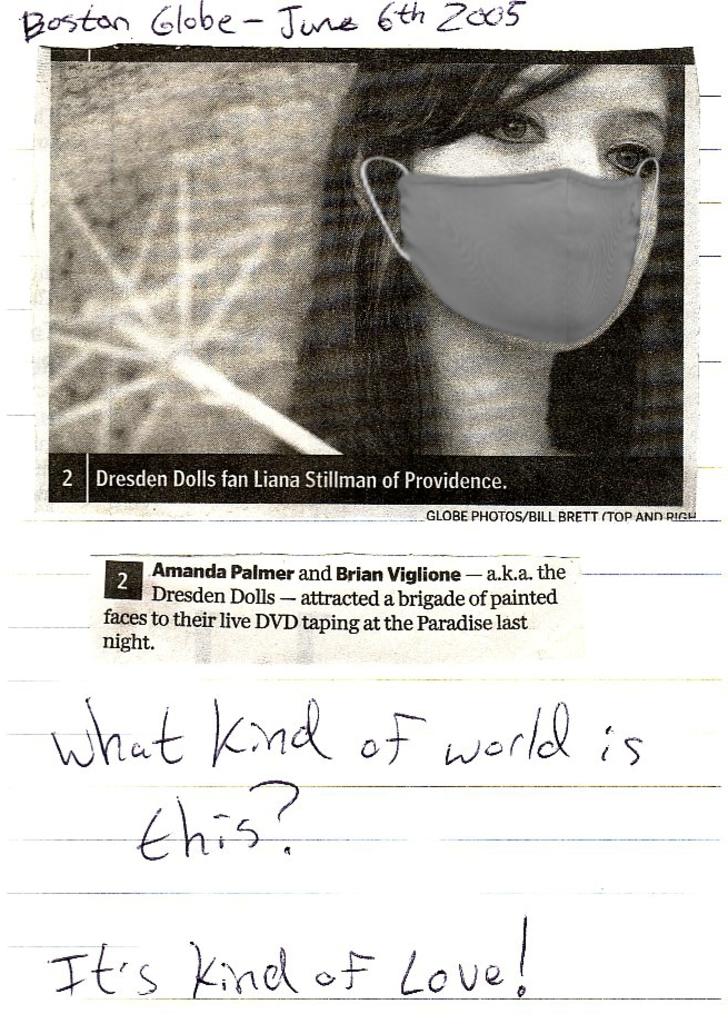 Boston Globe - June 6th 2005
2 Dresden Dolls fan Liana Stillman of Providence.
GLOBE PHOTOS/BILL BRETT (TOP AND RIGH
2 Amanda Palmer and Brian Viglione — a.k.a. the
Dresden Dolls — attracted a brigade of painted
faces to their live DVD taping at the Paradise last
night.
What kind of world is
this?
It's kind of Love!